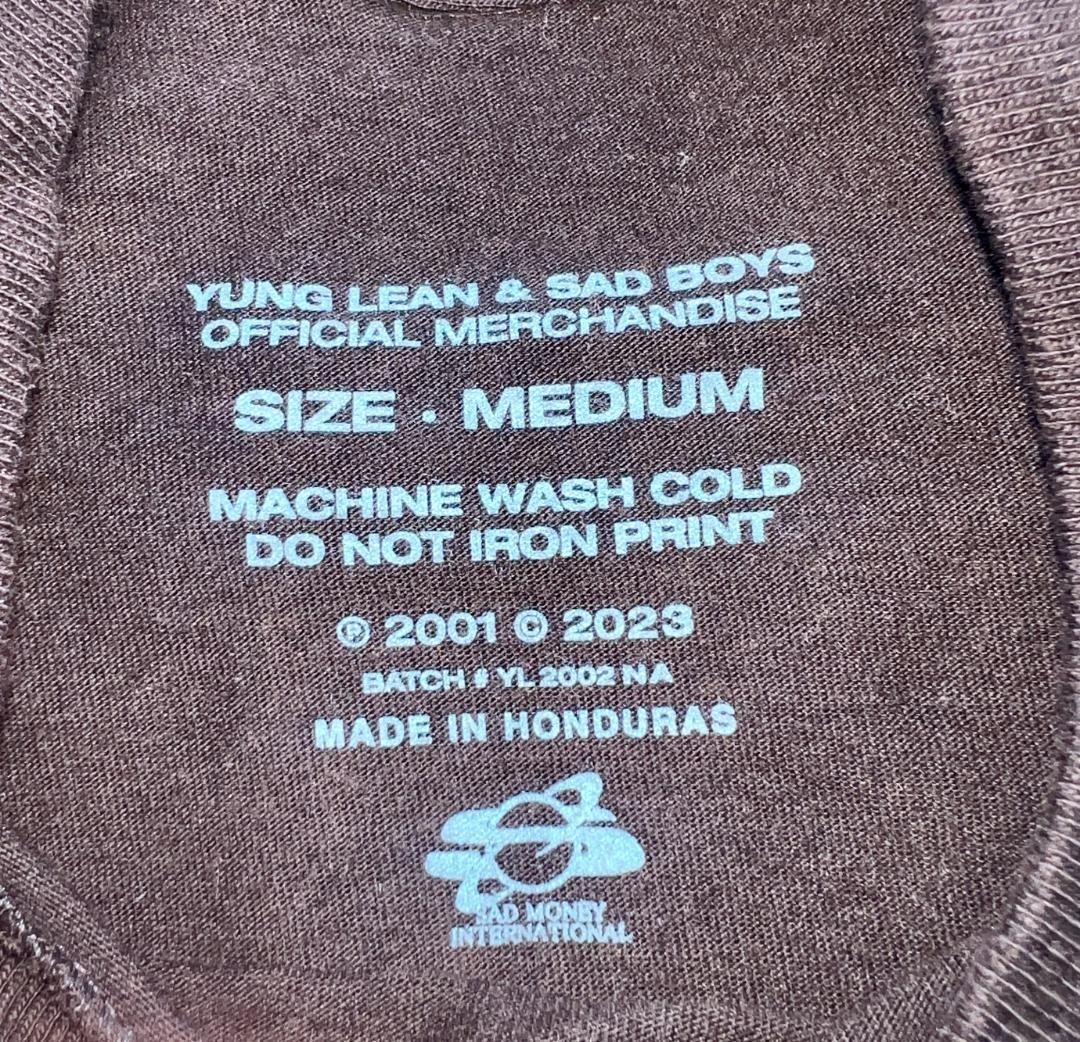 YUNG LEAN & SAD BOYS
OFFICIAL MERCHANDISE
SIZE · MEDIUM
MACHINE WASH COLD
DO NOT IRON PRINT
® 2001 © 2023
BATCH # YL 2002 NA
MADE IN HONDURAS
SAD MONEY
INTERNATIONAL